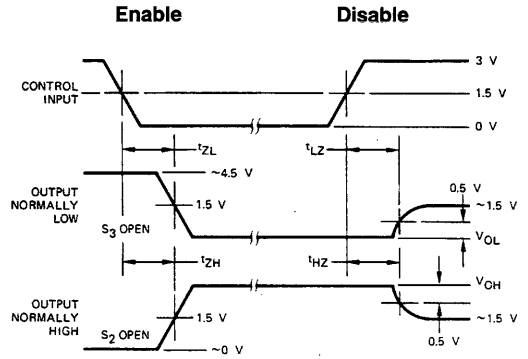 Enable
Disable
CONTROL
INPUT
3 V
1.5 V
0 V
tZL
tLZ
OUTPUT
NORMALLY
LOW
~4.5 V
1.5 V
S3 OPEN
0.5 V
~1.5 V
VOL
tZH
tHZ
OUTPUT
NORMALLY
HIGH
S2 OPEN
1.5 V
~0 V
VOH
~1.5 V
0.5 V